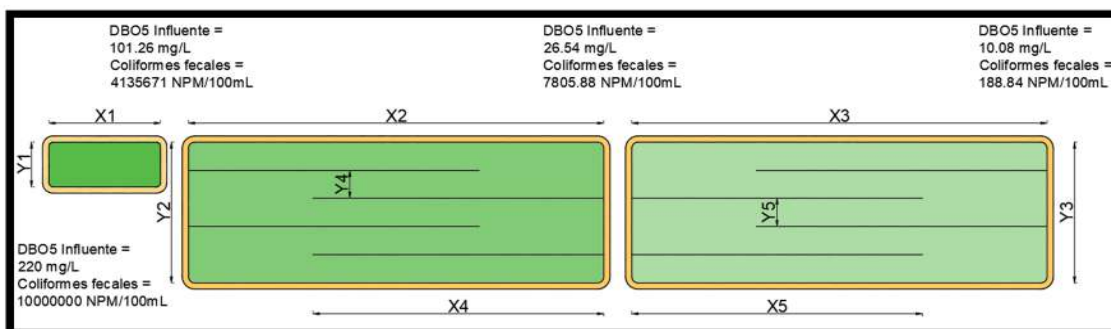 DBO5 Influente =
101.26 mg/L
Coliformes fecales =
4135671 NPM/100mL
DBO5 Influente =
26.54 mg/L
Coliformes fecales =
7805.88 NPM/100mL
DBO5 Influente =
10.08 mg/L
Coliformes fecales =
188.84 NPM/100mL
X1
X2
X3
Y1
Y2
Y4
Y5
Y3
DBO5 Influente =
220 mg/L
Coliformes fecales =
10000000 NPM/100mL
X4
X5